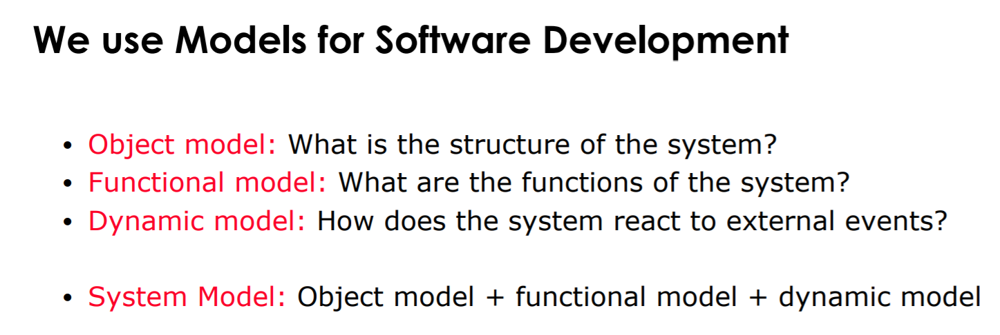 We use Models for Software Development
• Object model: What is the structure of the system?
• Functional model: What are the functions of the system?
• Dynamic model: How does the system react to external events?
• System Model: Object model + functional model + dynamic model